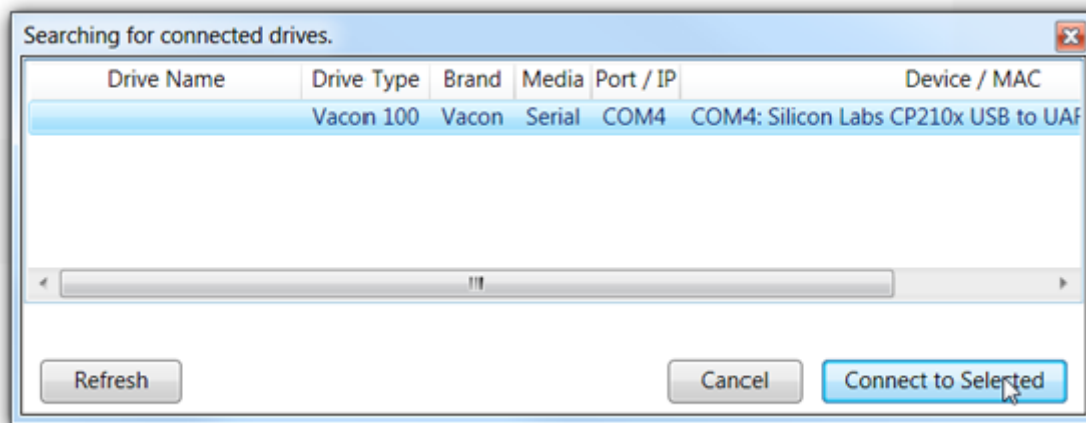 Searching for connected drives.
Drive Name Drive Type Brand Media Port / IP Device / MAC
Vacon 100 Vacon Serial COM4 COM4: Silicon Labs CP210x USB to
Refresh Cancel Connect to Selected